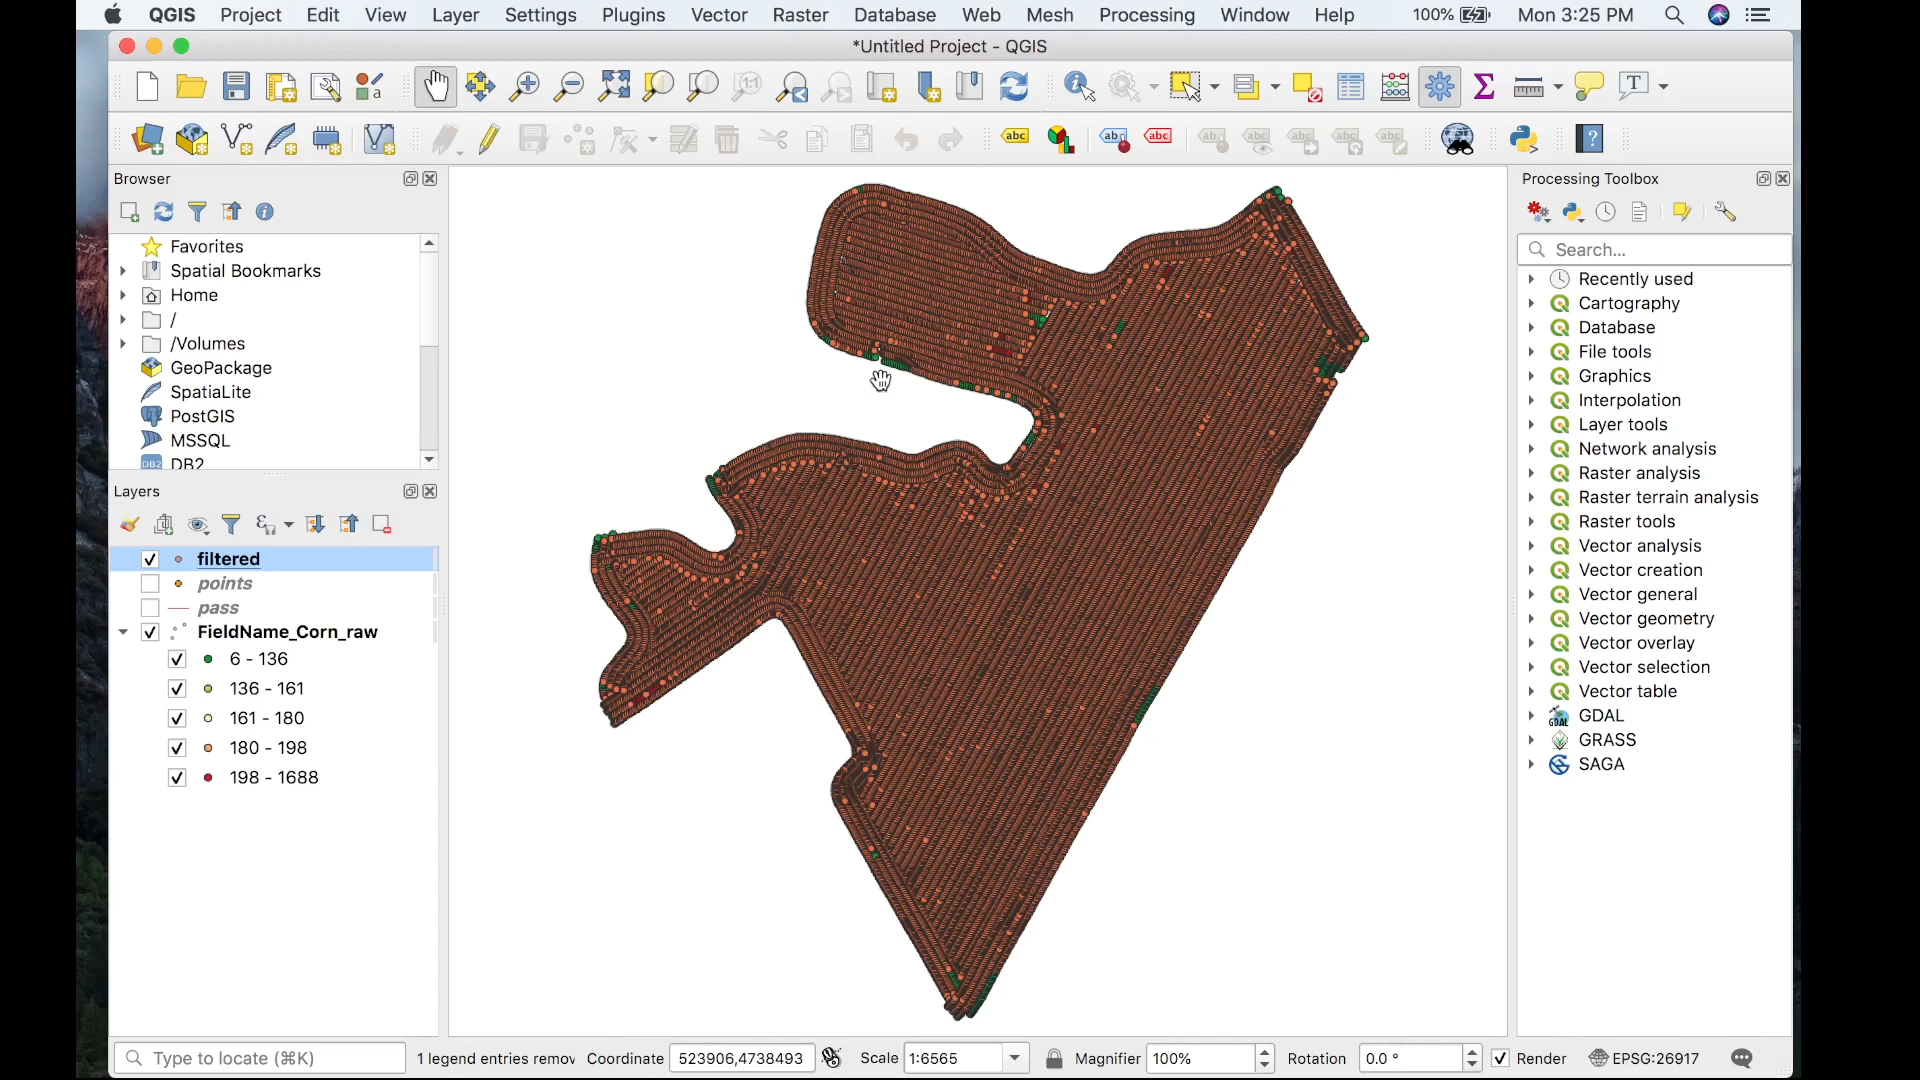 QGIS Project Edit View Layer Settings Plugins Vector Raster Database Web Mesh Processing Window Help 100% Mon 3:25 PM
*Untitled Project - QGIS
1:1
T
a
abc abc abc
Browser
Favorites
Spatial Bookmarks
Home
/
/Volumes
GeoPackage
SpatiaLite
PostGIS
MSSQL
DB2
Layers
filtered
points
pass
FieldName_Corn_raw
6 - 136
136 - 161
161 - 180
180 - 198
198 - 1688
Processing Toolbox
Search...
Recently used
Cartography
Database
File tools
Graphics
Interpolation
Layer tools
Network analysis
Raster analysis
Raster terrain analysis
Raster tools
Vector analysis
Vector creation
Vector general
Vector geometry
Vector overlay
Vector selection
Vector table
GDAL
GRASS
SAGA
Type to locate (⌘K) 1 legend entries remov Coordinate 523906,4738493 Scale 1:6565 Magnifier 100% Rotation 0.0 ° Render EPSG:26917